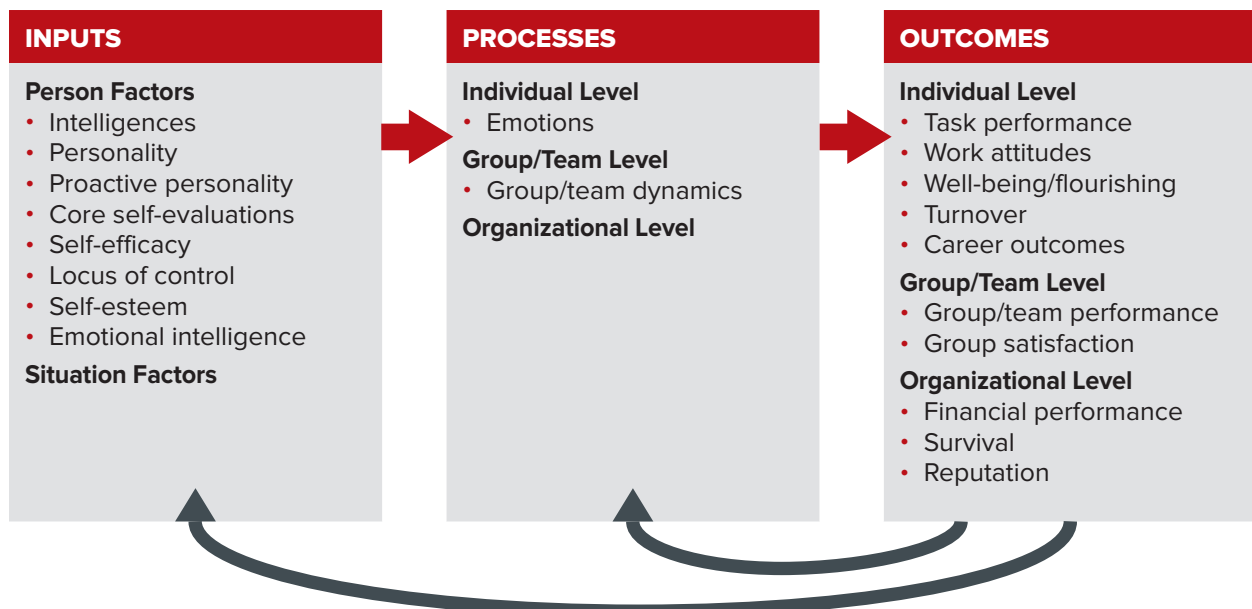 INPUTS
Person Factors
• Intelligences
• Personality
• Proactive personality
• Core self-evaluations
• Self-efficacy
• Locus of control
• Self-esteem
• Emotional intelligence
Situation Factors
PROCESSES
Individual Level
• Emotions
Group/Team Level
• Group/team dynamics
Organizational Level
OUTCOMES
Individual Level
• Task performance
• Work attitudes
• Well-being/flourishing
• Turnover
• Career outcomes
Group/Team Level
• Group/team performance
• Group satisfaction
Organizational Level
• Financial performance
• Survival
• Reputation